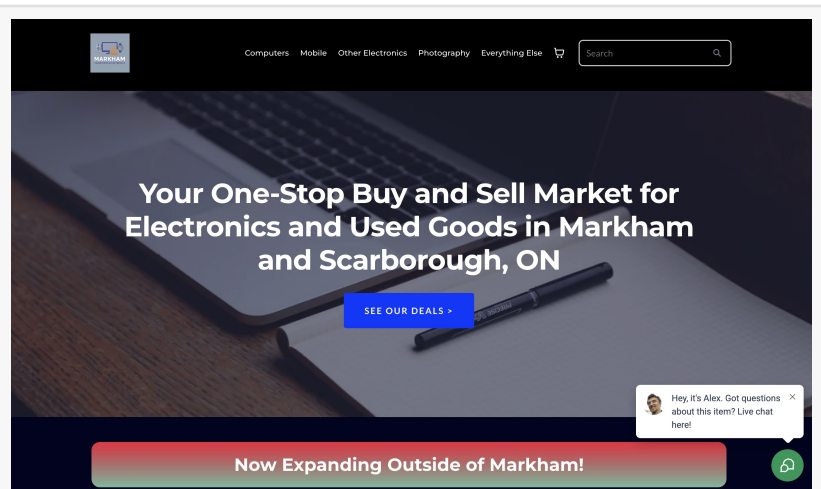 MARKHAM
Computers Mobile Other Electronics Photography Everything Else
Search
Your One-Stop Buy and Sell Market for
Electronics and Used Goods in Markham
and Scarborough, ON
SEE OUR DEALS >
Hey, it's Alex. Got questions
about this item? Live chat
here!
Now Expanding Outside of Markham!